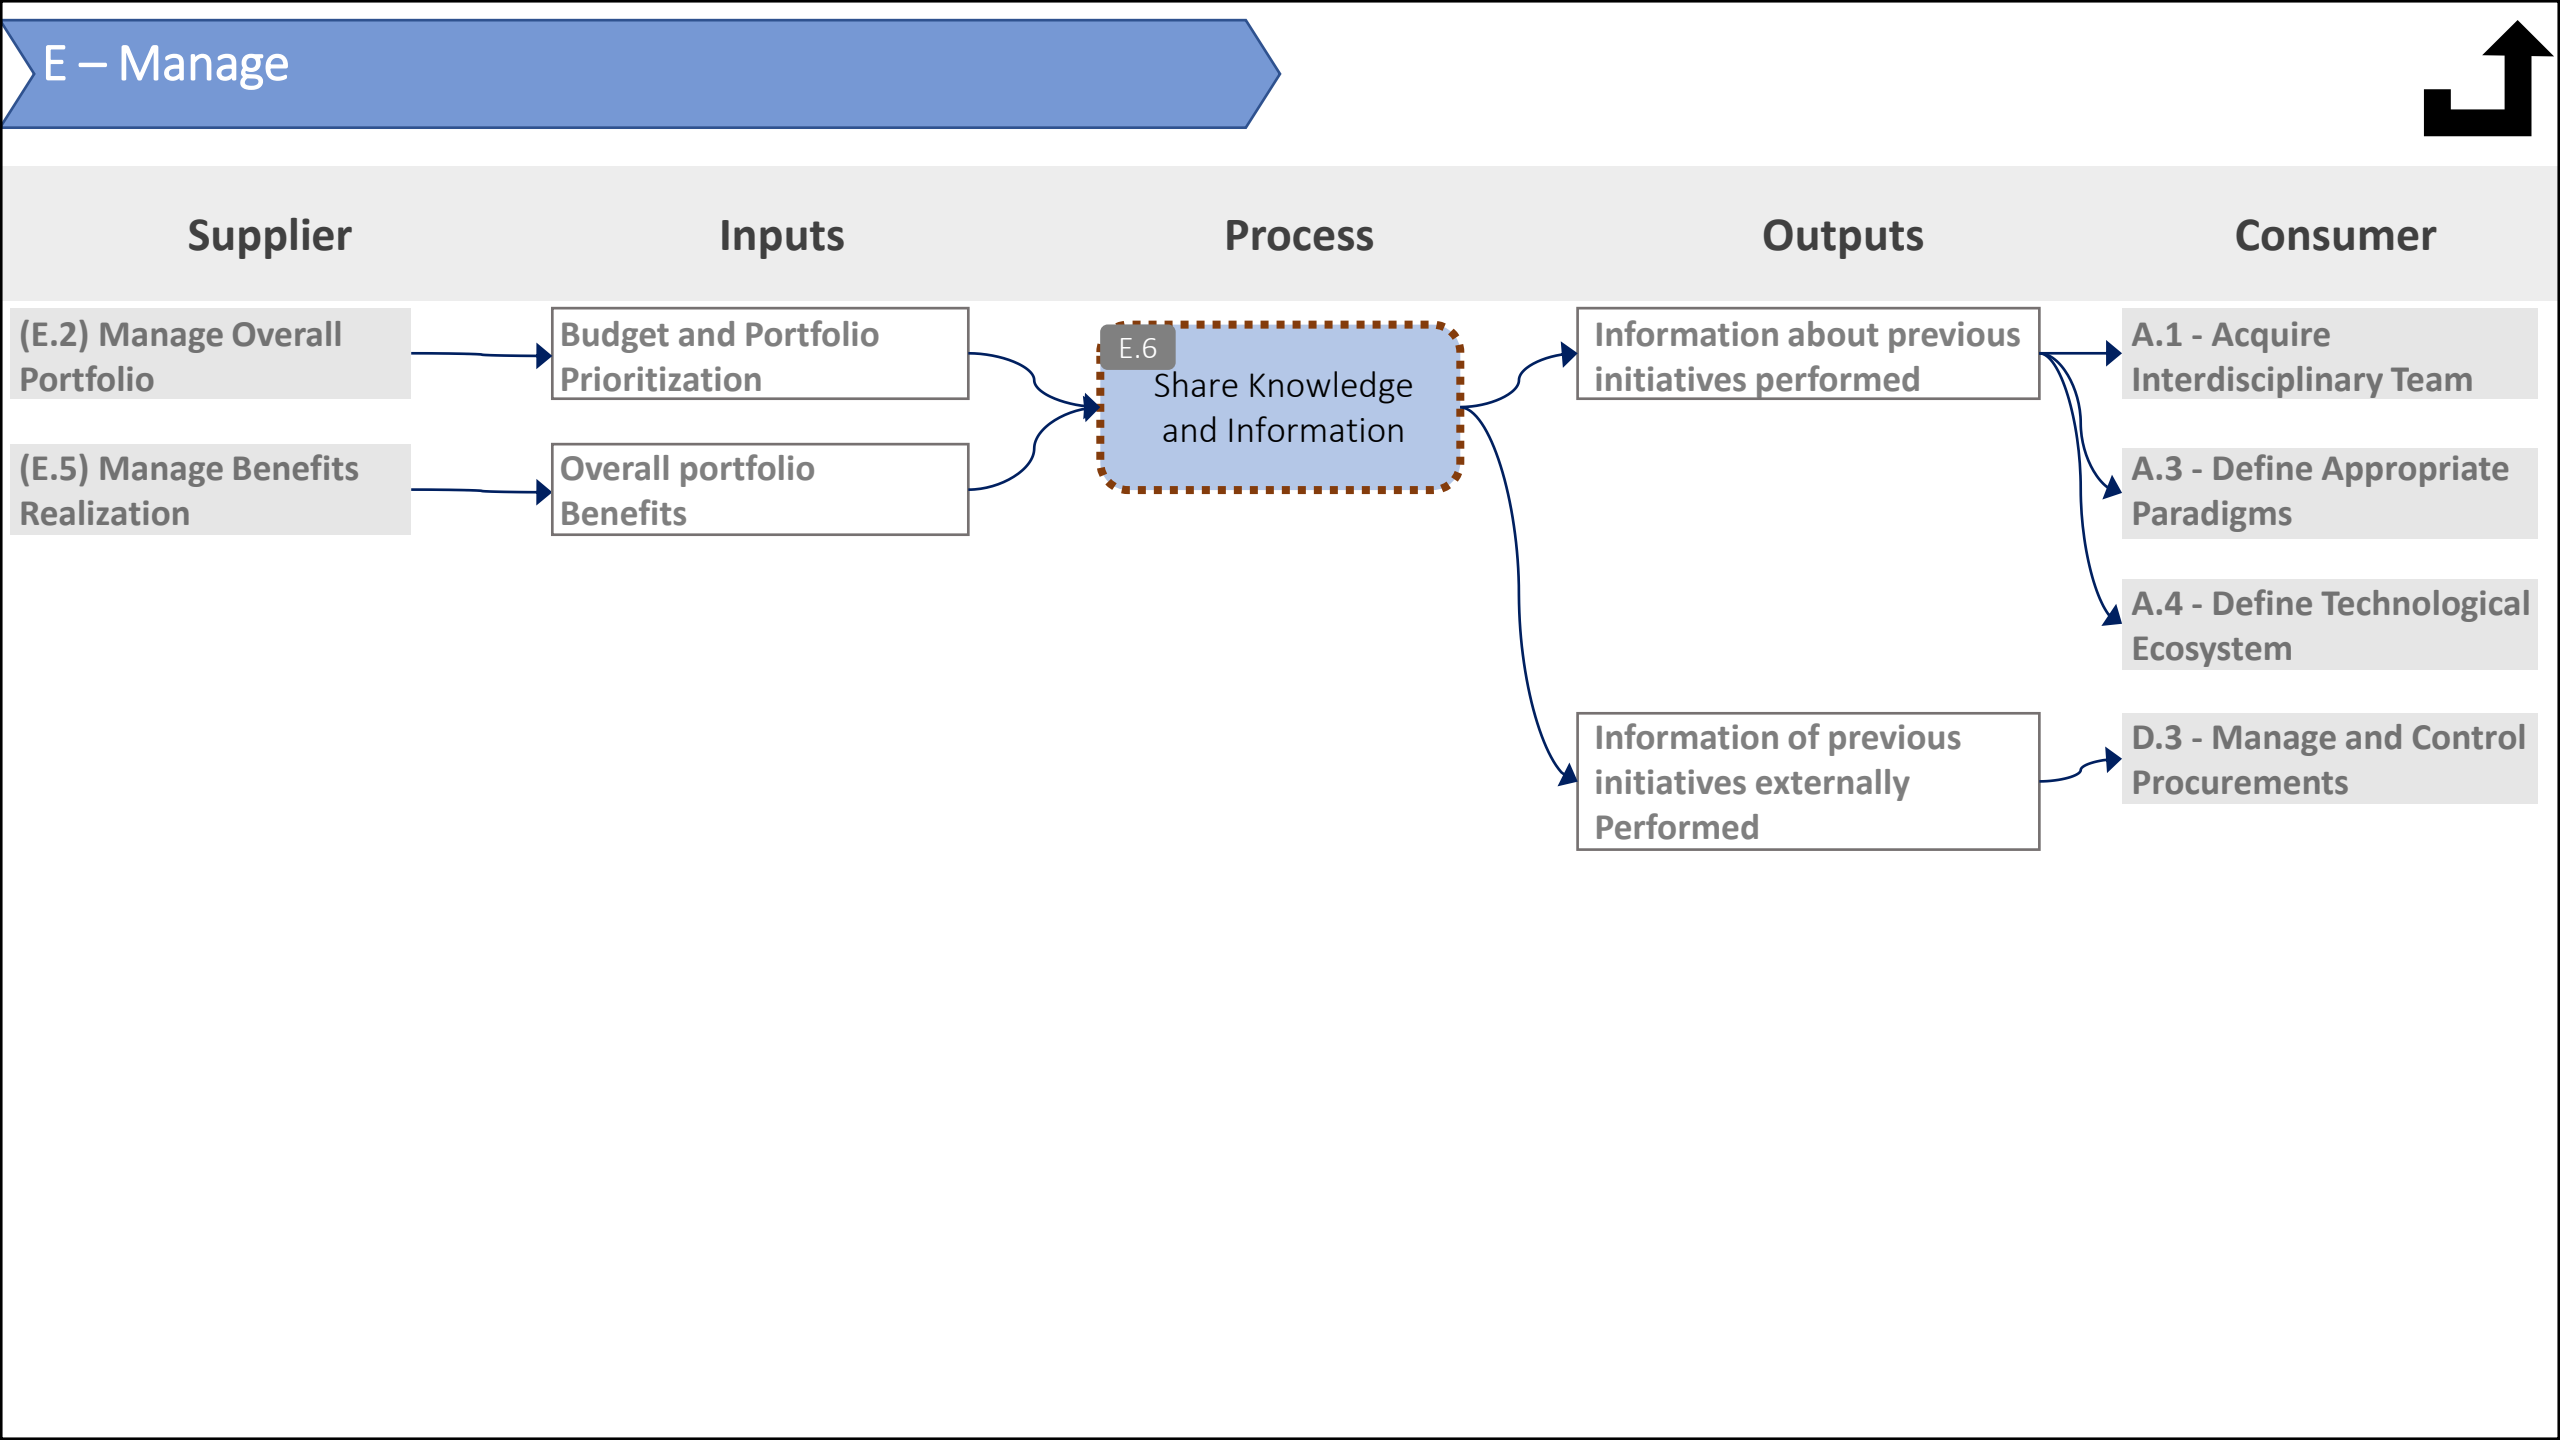 E – Manage
Supplier
Inputs
Process
Outputs
Consumer
(E.2) Manage Overall
Portfolio
(E.5) Manage Benefits
Realization
Budget and Portfolio
Prioritization
Overall portfolio
Benefits
E.6
Share Knowledge
and Information
Information about previous
initiatives performed
Information of previous
initiatives externally
Performed
A.1 - Acquire
Interdisciplinary Team
A.3 - Define Appropriate
Paradigms
A.4 - Define Technological
Ecosystem
D.3 - Manage and Control
Procurements